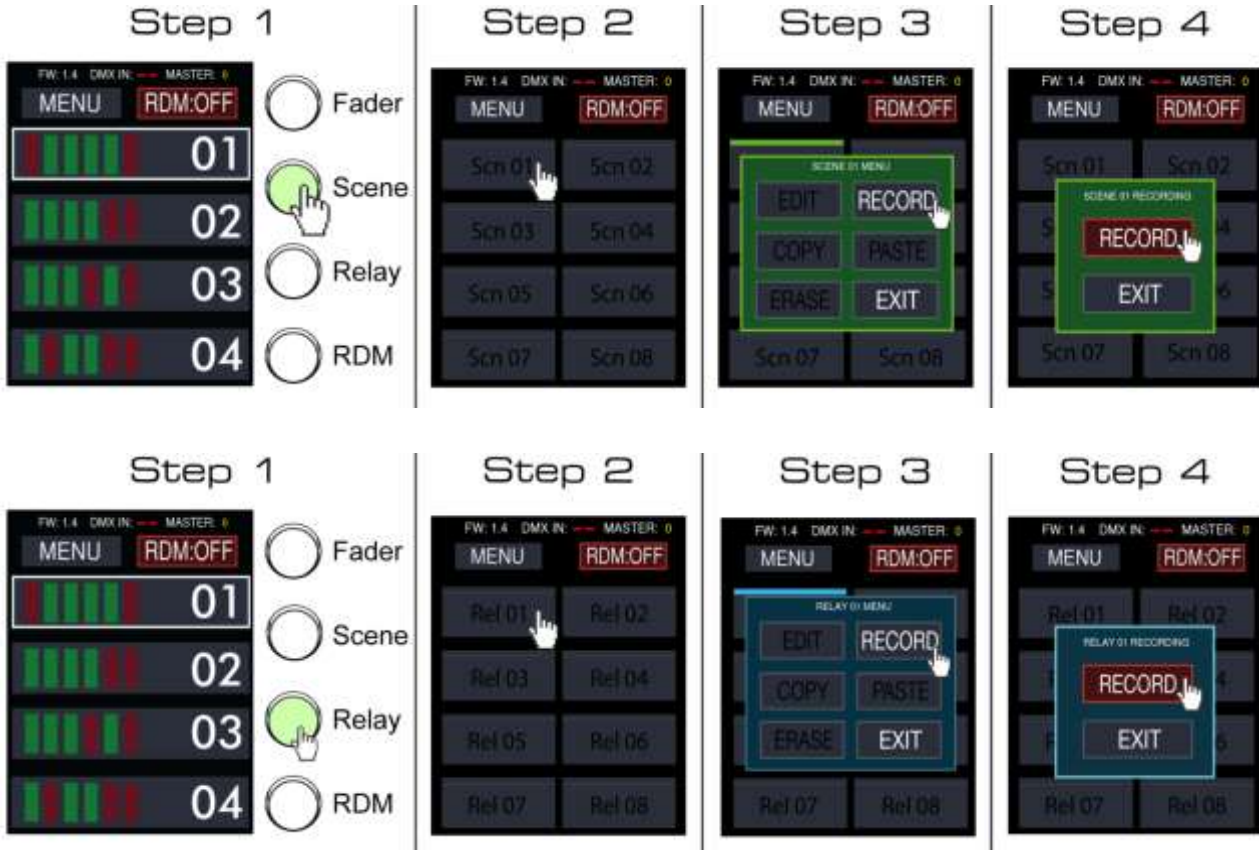 Step 1
FW: 1.4 DMX IN: -- MASTER: 0
MENU RDM:OFF
01
02
03
04
Fader
Scene
Relay
RDM
Step 2
FW: 1.4 DMX IN: -- MASTER: 0
MENU RDM:OFF
Scn 01 Scn 02
Scn 03 Scn 04
Scn 05 Scn 06
Scn 07 Scn 08
Step 3
FW: 1.4 DMX IN: -- MASTER: 0
MENU RDM:OFF
SCENE 01 MENU
EDIT RECORD
COPY PASTE
ERASE EXIT
Scn 07 Scn 08
Step 4
FW: 1.4 DMX IN: -- MASTER: 0
MENU RDM:OFF
Scn 01 Scn 02
SCENE 01 RECORDING
RECORD
EXIT
Scn 07 Scn 08
Step 1
FW: 1.4 DMX IN: -- MASTER: 0
MENU RDM:OFF
01
02
03
04
Fader
Scene
Relay
RDM
Step 2
FW: 1.4 DMX IN: -- MASTER: 0
MENU RDM:OFF
Rel 01 Rel 02
Rel 03 Rel 04
Rel 05 Rel 06
Rel 07 Rel 08
Step 3
FW: 1.4 DMX IN: -- MASTER: 0
MENU RDM:OFF
RELAY 01 MENU
EDIT RECORD
COPY PASTE
ERASE EXIT
Rel 07 Rel 08
Step 4
FW: 1.4 DMX IN: -- MASTER: 0
MENU RDM:OFF
Rel 01 Rel 02
RELAY 01 RECORDING
RECORD
EXIT
Rel 07 Rel 08